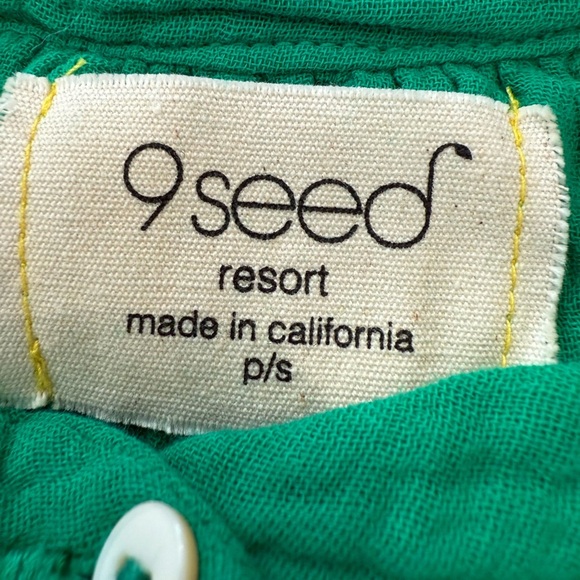 9seed
resort
made in california
p/s